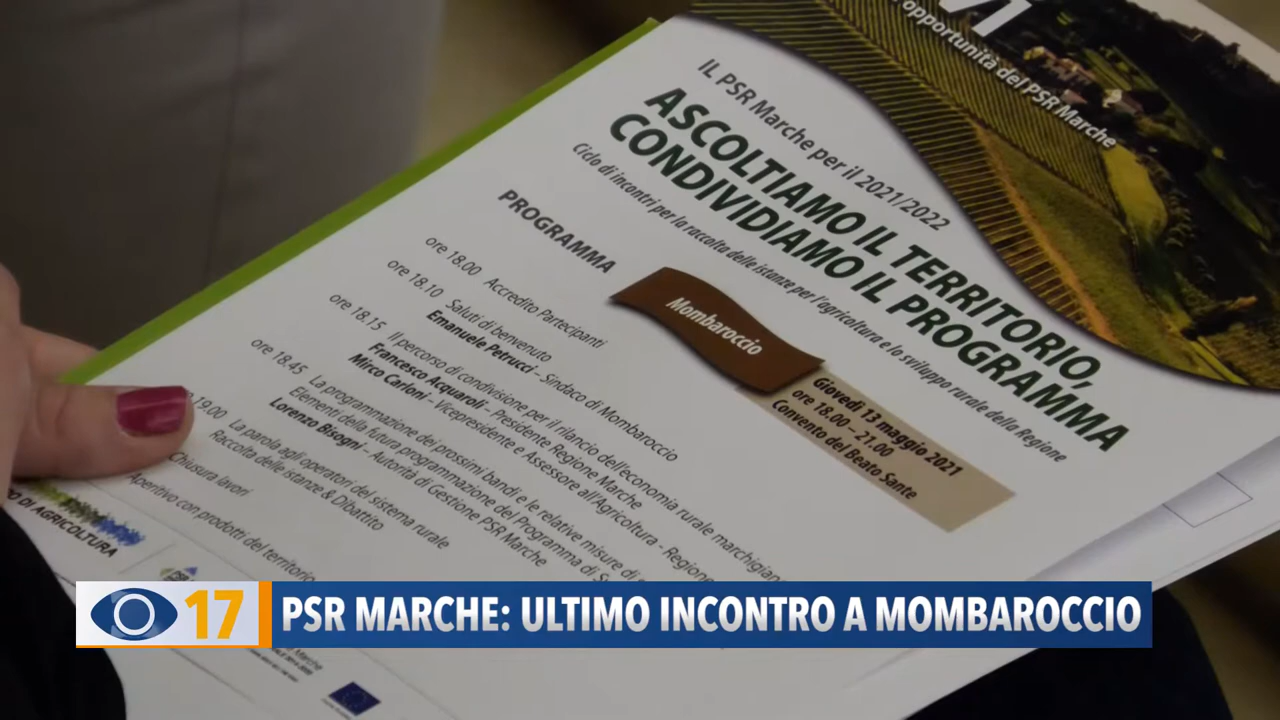 opportunità del PSR Marche
IL PSR Marche per il 2021/2022
ASCOLTIAMO IL TERRITORIO,
CONDIVIDIAMO IL PROGRAMMA
Ciclo di incontri per la raccolta delle istanze per l'agricoltura e lo sviluppo rurale della Regione
Mombaroccio
Giovedì 13 maggio 2021
ore 18.00 - 21.00
Convento del Beato Sante
PROGRAMMA
ore 18.00 Accredito Partecipanti
ore 18.10 Saluti di benvenuto
Emanuele Petrucci – Sindaco di Mombaroccio
ore 18.15 Il percorso di condivisione per il rilancio dell'economia rurale marchigian
Francesco Acquaroli – Presidente Regione Marche
Mirco Carloni – Vicepresidente e Assessore all'Agricoltura - Regione
ore 18.45 La programmazione dei prossimi bandi e le relative misure di
Elementi della futura programmazione del Programma di
Lorenzo Bisogni – Autorità di Gestione PSR Marche
19.00 La parola agli operatori del sistema rurale
Raccolta delle istanze & Dibattito
Chiusura lavori
Aperitivo con prodotti del territorio
DI AGRICOLTURA
17 PSR MARCHE: ULTIMO INCONTRO A MOMBAROCCIO
Marche